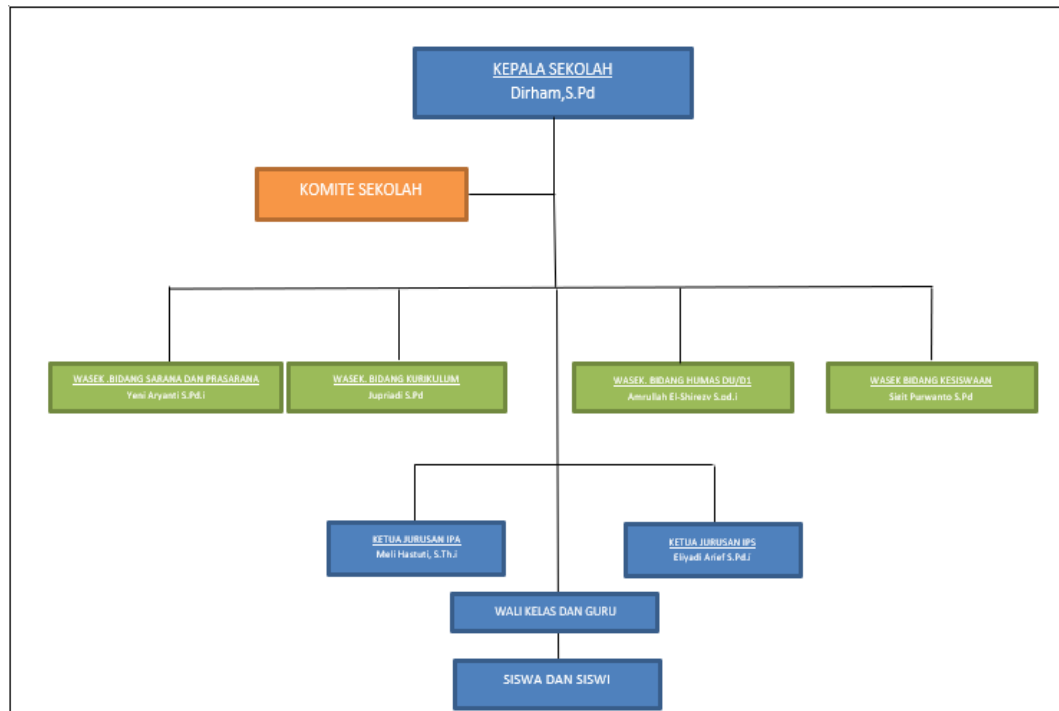 KEPALA SEKOLAH
Dirham,S.Pd
KOMITE SEKOLAH
WASEK .BIDANG SARANA DAN PRASARANA
Yeni Aryanti S.Pd.i
WASEK. BIDANG KURIKULUM
Jupriadi S.Pd
WASEK. BIDANG HUMAS DU/D1
Amrullah El-Shirezy S.od.i
WASEK BIDANG KESISWAAN
Purwanto S.Pd
KETUA JURUSAN IPA
Meli Hastuti, S.Th.i
KETUA JURUSAN IPS
Eliyadi Arief S.Pd.i
WALI KELAS DAN GURU
SISWA DAN SISWI